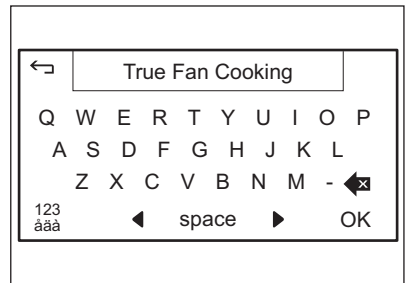 True Fan Cooking
Q W E R T Y U I O P
A S D F G H J K L
Z X C V B N M -
123
åäà
space OK